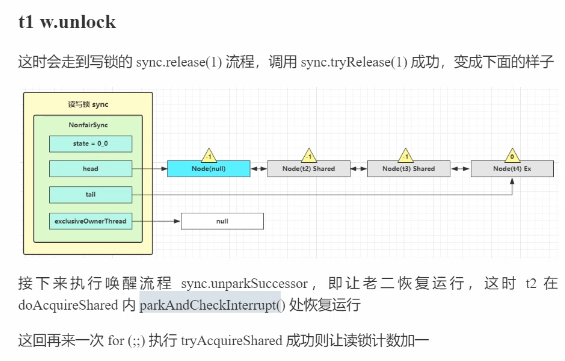 t1 w.unlock
这时会走到写锁的 sync.release(1) 流程，调用 sync.tryRelease(1) 成功，变成下面的样子
读写锁 sync
NonfairSync
state = 0_0
head
tail
exclusiveOwnerThread
-1
Node(null)
-1
Node(t2) Shared
-1
Node(t3) Shared
0
Node(t4) Ex
null
接下来执行唤醒流程 sync.unparkSuccessor，即让老二恢复运行，这时 t2 在
doAcquireShared 内 parkAndCheckInterrupt() 处恢复运行
这回再来一次 for (;;) 执行 tryAcquireShared 成功则让读锁计数加一